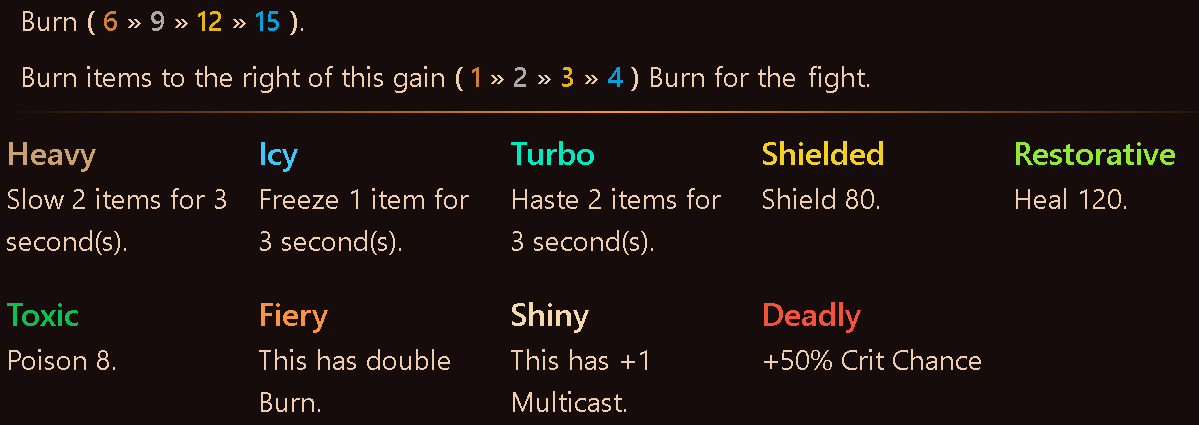 Burn ( 6 » 9 » 12 » 15 ).
Burn items to the right of this gain ( 1 » 2 » 3 » 4 ) Burn for the fight.
Heavy
Slow 2 items for 3
second(s).
Icy
Freeze 1 item for
3 second(s).
Turbo
Haste 2 items for
3 second(s).
Shielded
Shield 80.
Restorative
Heal 120.
Toxic
Poison 8.
Fiery
This has double
Burn.
Shiny
This has +1
Multicast.
Deadly
+50% Crit Chance